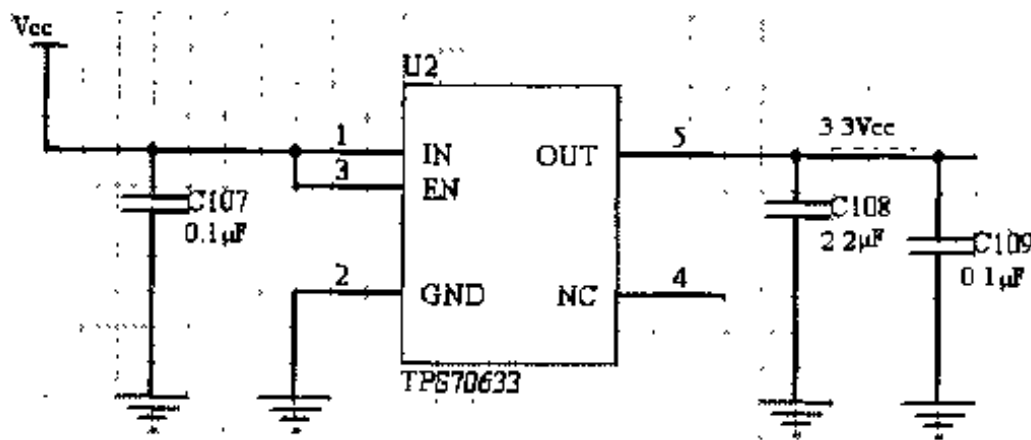 Vcc
U2
1
IN
OUT
5
3 3Vcc
3
EN
C107
0.1μF
C108
2 2μF
C109
0 1μF
2
GND
NC
4
TPS70633